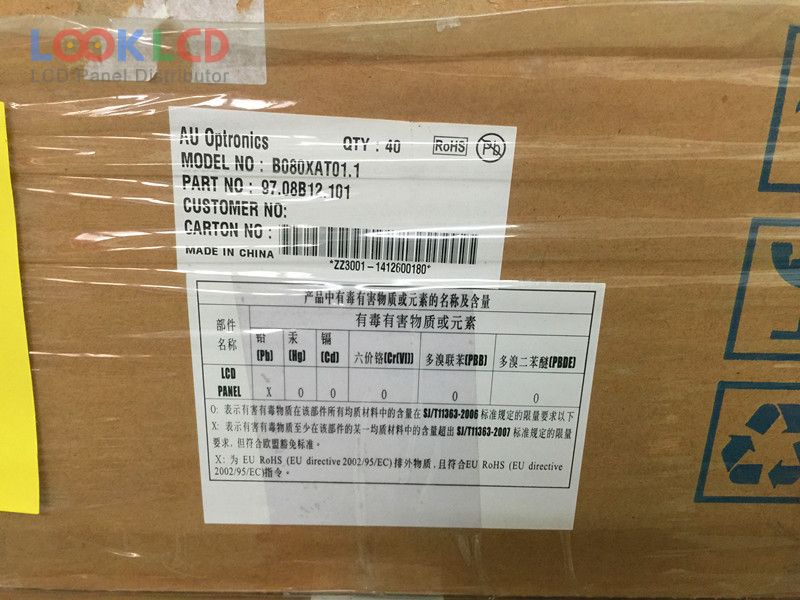 LOOKLCD
LCD Panel Distributor
AU Optronics QTY : 40 RoHS Pb
MODEL NO : B080XAT01.1
PART NO : 97.08B12.101
CUSTOMER NO:
CARTON NO :
MADE IN CHINA
*ZZ3001-1412600180*
产品中有毒有害物质或元素的名称及含量
部件名称 有毒有害物质或元素
铅(Pb) 汞(Hg) 镉(Cd) 六价铬(Cr(VI)) 多溴联苯(PBB) 多溴二苯醚(PBDE)
LCD PANEL X 0 0 0 0 0
O: 表示有害有毒物质在该部件所有均质材料中的含量在SJ/T11363-2006 标准规定的限量要求以下
X: 表示有害有毒物质至少在该部件的某一均质材料中的含量超出SJ/T11363-2007 标准规定的限量
要求,但符合欧盟豁免标准。
X: 为 EU RoHS (EU directive 2002/95/EC) 排外物质, 且符合EU RoHS (EU directive
2002/95/EC)指令。